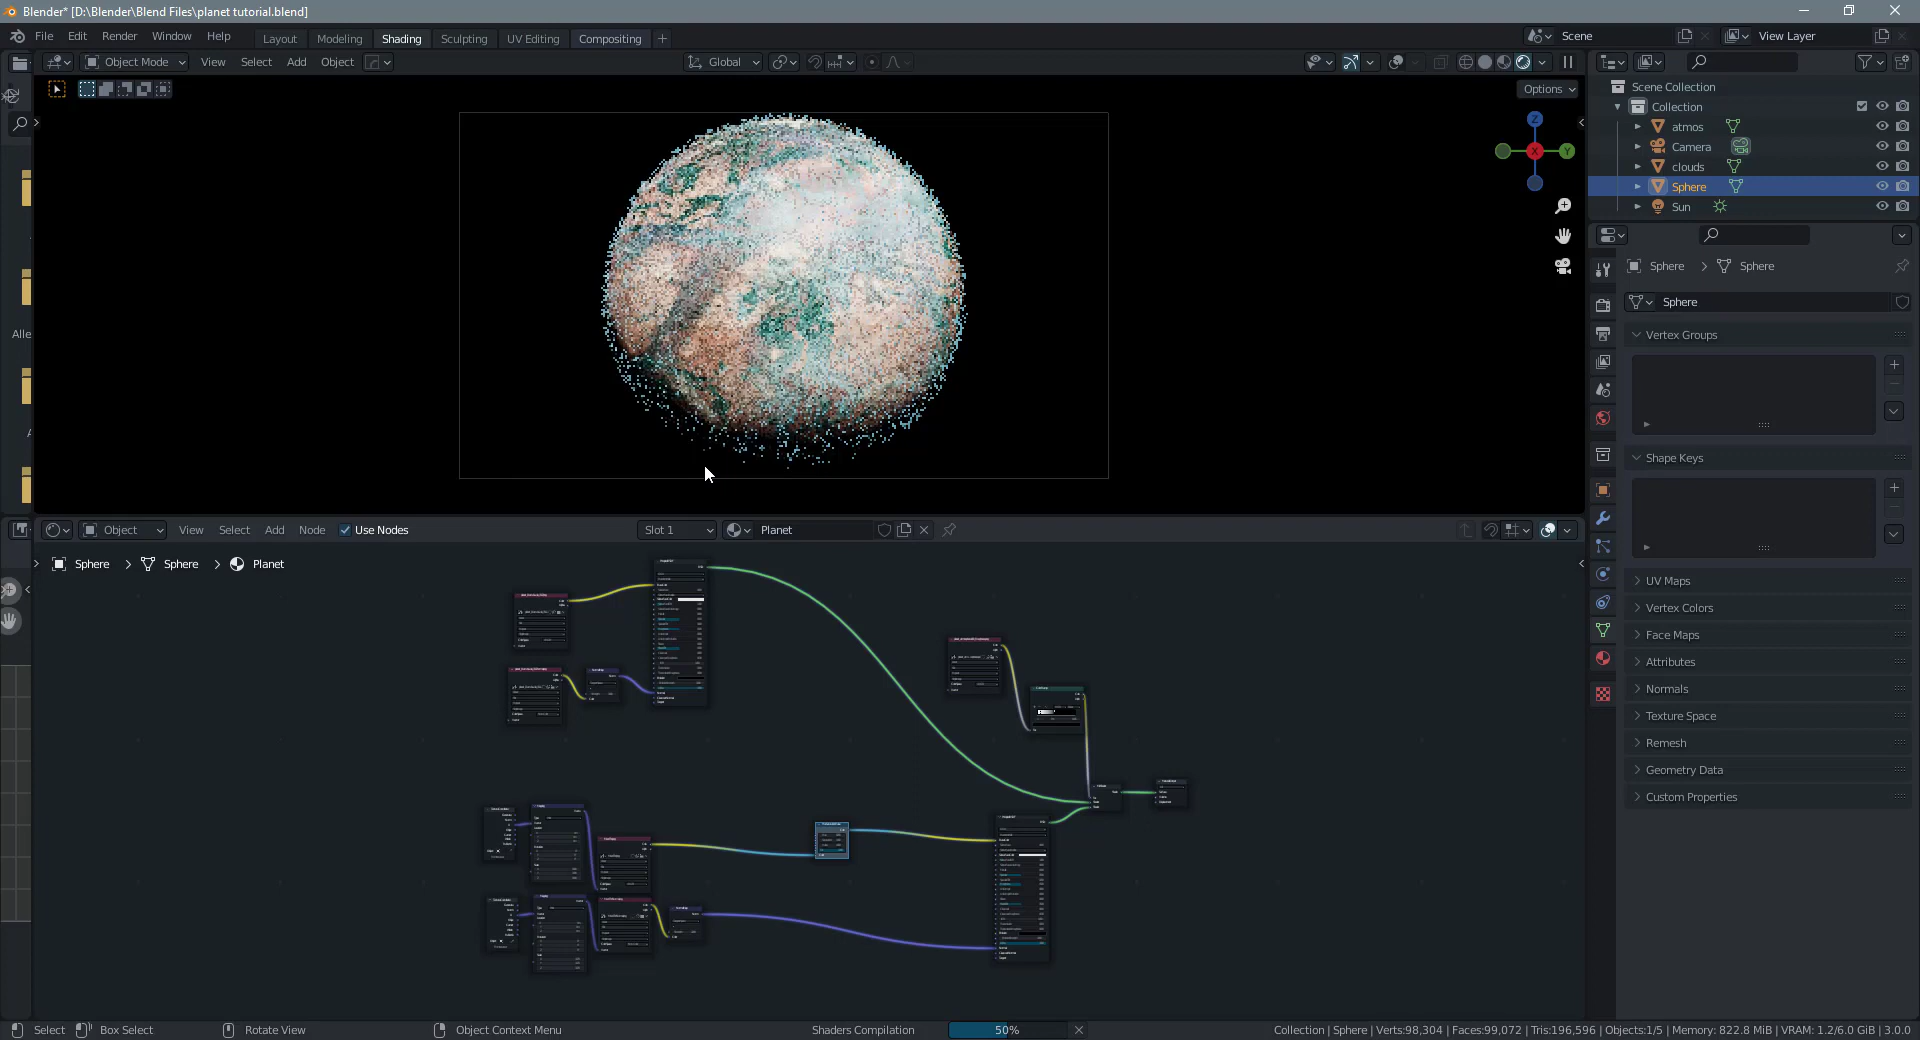 Blender* [D:\Blender\Blend Files\planet tutorial.blend]
File Edit Render Window Help Layout Modeling Shading Sculpting UV Editing Compositing +
Scene View Layer
Object Mode View Select Add Object Global
Options
Scene Collection
Collection
atmos
Camera
clouds
Sphere
Sun
Z
X
Y
Sphere > Sphere
Sphere
Vertex Groups
Shape Keys
UV Maps
Vertex Colors
Face Maps
Attributes
Normals
Texture Space
Remesh
Geometry Data
Custom Properties
Alle
Object View Select Add Node Use Nodes Slot 1 Planet
Sphere > Sphere > Planet
Select Box Select Rotate View Object Context Menu Shaders Compilation 50% Collection | Sphere | Verts:98,304 | Faces:99,072 | Tris:196,596 | Objects:1/5 | Memory: 822.8 MiB | VRAM: 1.2/6.0 GiB | 3.0.0